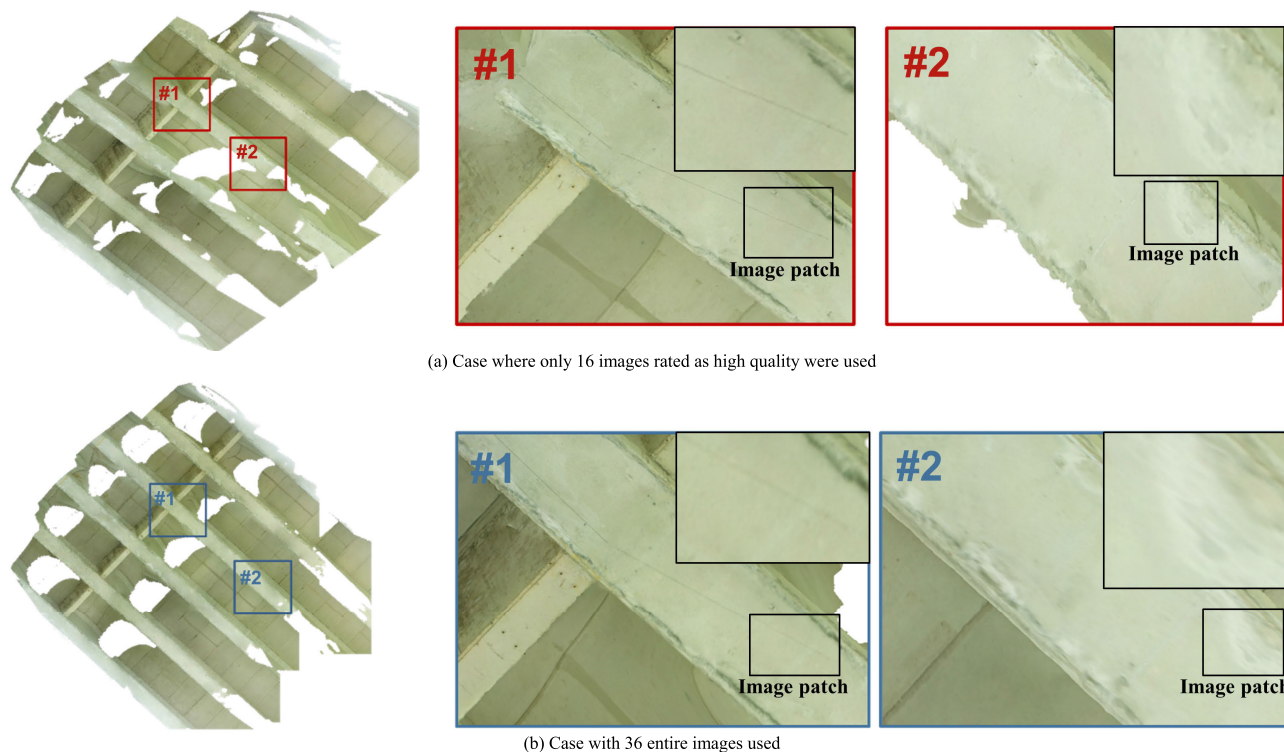 #1
#2
#1
Image patch
#2
Image patch
(a) Case where only 16 images rated as high quality were used
#1
#2
#1
Image patch
#2
Image patch
(b) Case with 36 entire images used